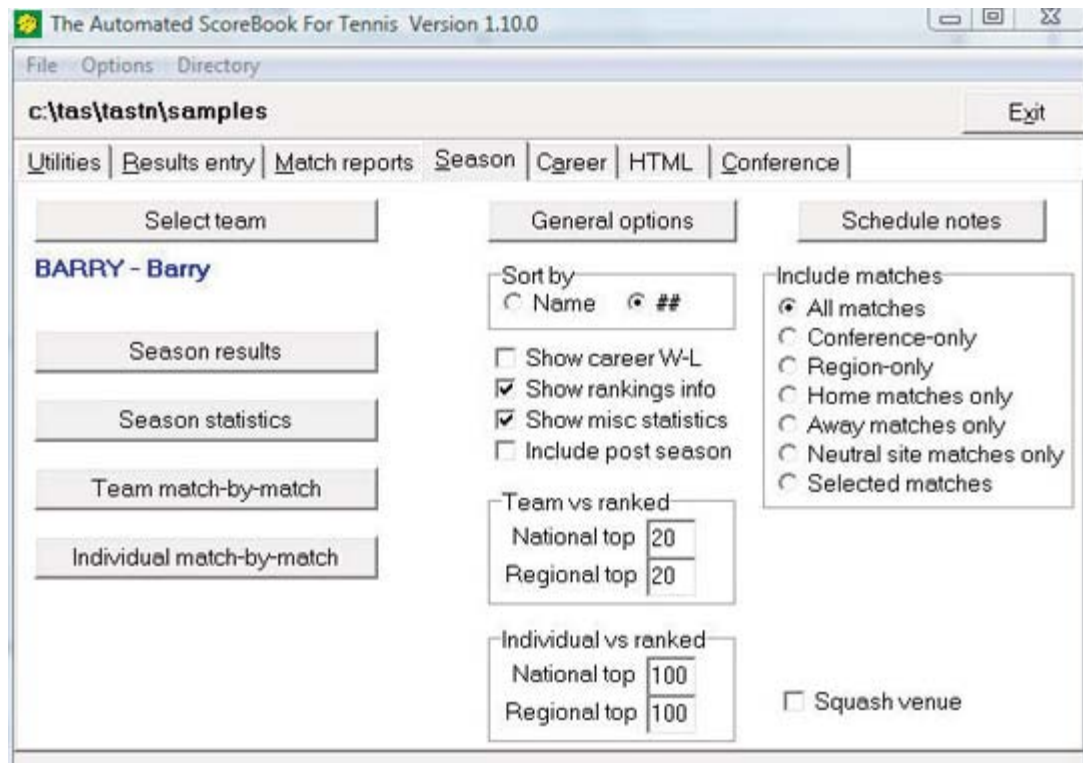 The Automated ScoreBook For Tennis Version 1.10.0
File Options Directory
c:\tas\tastn\samples
Exit
Utilities Results entry Match reports Season Career HTML Conference
Select team
BARRY - Barry
Season results
Season statistics
Team match-by-match
Individual match-by-match
General options
Sort by
Name ##
Show career W-L
Show rankings info
Show misc statistics
Include post season
Team vs ranked
National top 20
Regional top 20
Individual vs ranked
National top 100
Regional top 100
Schedule notes
Include matches
All matches
Conference-only
Region-only
Home matches only
Away matches only
Neutral site matches only
Selected matches
Squash venue